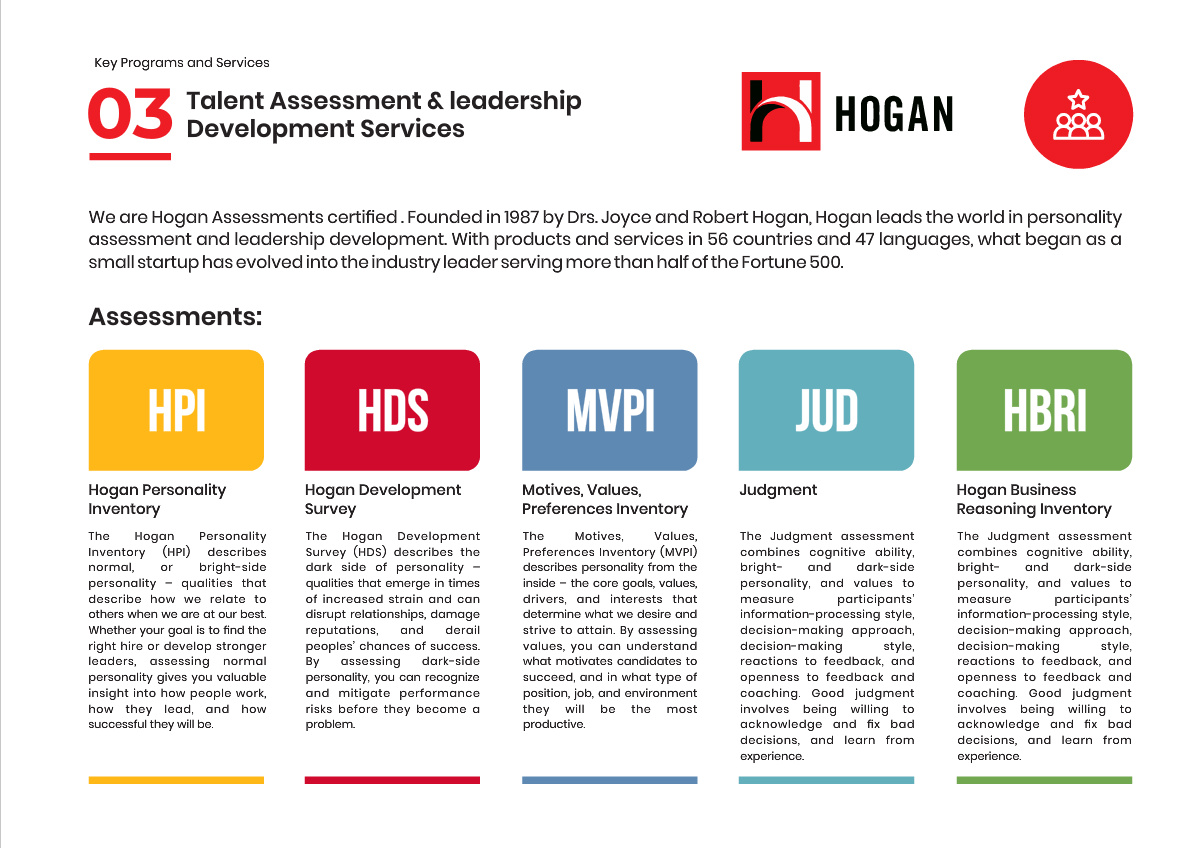 Key Programs and Services
03
Talent Assessment & leadership
Development Services
HOGAN
We are Hogan Assessments certified . Founded in 1987 by Drs. Joyce and Robert Hogan, Hogan leads the world in personality
assessment and leadership development. With products and services in 56 countries and 47 languages, what began as a
small startup has evolved into the industry leader serving more than half of the Fortune 500.
Assessments:
HPI
Hogan Personality
Inventory
The Hogan Personality
Inventory (HPI) describes
normal, or bright-side
personality – qualities that
describe how we relate to
others when we are at our best.
Whether your goal is to find the
right hire or develop stronger
leaders, assessing normal
personality gives you valuable
insight into how people work,
how they lead, and how
successful they will be.
HDS
Hogan Development
Survey
The Hogan Development
Survey (HDS) describes the
dark side of personality –
qualities that emerge in times
of increased strain and can
disrupt relationships, damage
reputations, and derail
peoples’ chances of success.
By assessing dark-side
personality, you can recognize
and mitigate performance
risks before they become a
problem.
MVPI
Motives, Values,
Preferences Inventory
The Motives, Values,
Preferences Inventory (MVPI)
describes personality from the
inside – the core goals, values,
drivers, and interests that
determine what we desire and
strive to attain. By assessing
values, you can understand
what motivates candidates to
succeed, and in what type of
position, job, and environment
they will be the most
productive.
JUD
Judgment
The Judgment assessment
combines cognitive ability,
bright- and dark-side
personality, and values to
measure participants’
information-processing style,
decision-making approach,
decision-making style,
reactions to feedback, and
openness to feedback and
coaching. Good judgment
involves being willing to
acknowledge and fix bad
decisions, and learn from
experience.
HBRI
Hogan Business
Reasoning Inventory
The Judgment assessment
combines cognitive ability,
bright- and dark-side
personality, and values to
measure participants’
information-processing style,
decision-making approach,
decision-making style,
reactions to feedback, and
openness to feedback and
coaching. Good judgment
involves being willing to
acknowledge and fix bad
decisions, and learn from
experience.